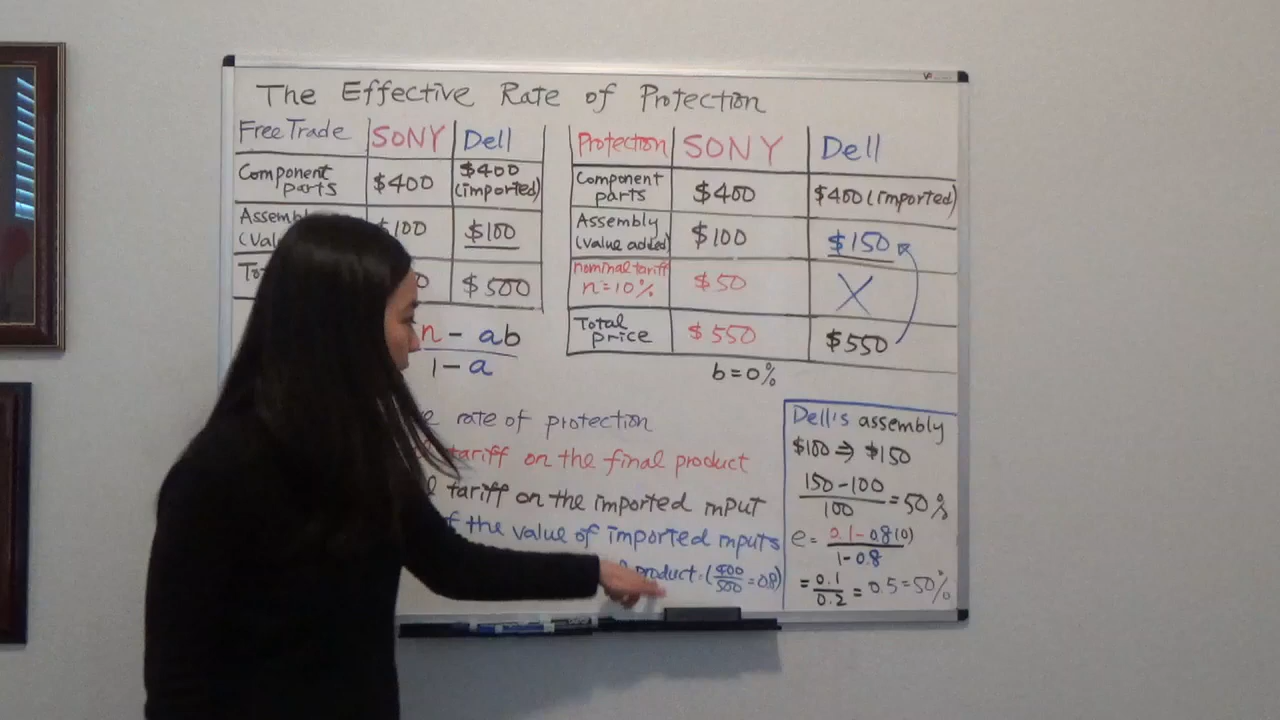 The Effective Rate of Protection
Free Trade SONY Dell
Component parts $400 $400 (imported)
$100 $100
$500
Protection SONY Dell
Component parts $400 $400 (imported)
Assembly (value added) $100 $150
nominal tariff n=10% $50 X
Total price $550 $550
b=0%
n - ab
1 - a
rate of protection
tariff on the final product
tariff on the imported input
the value of imported inputs
product. (400/500 = 0.8)
Dell's assembly
$100 ⇒ $150
150-100
100
= 50%
e = 0.1 - 0.8(0)
1 - 0.8
= 0.1/0.2 = 0.5 = 50%